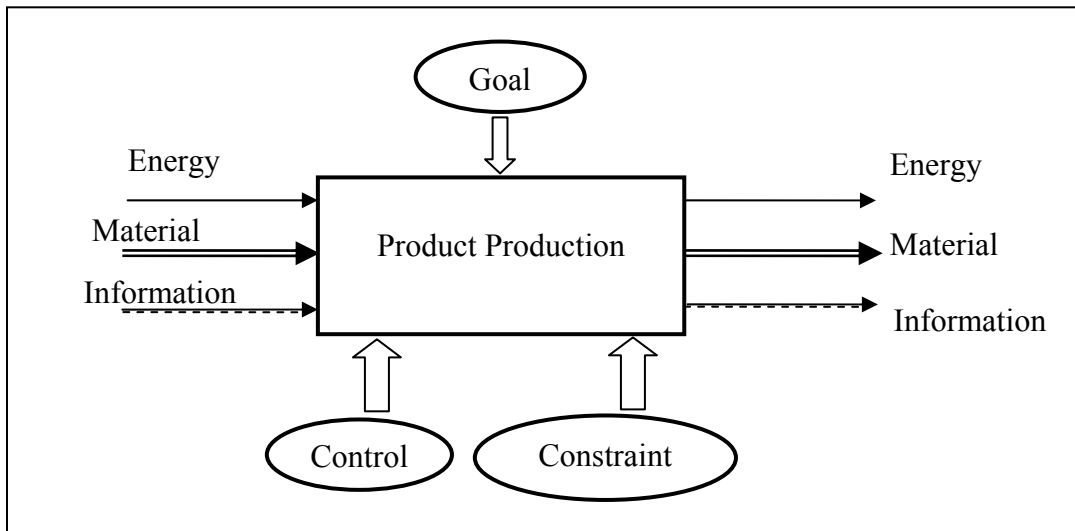 Goal
Energy
Energy
Material
Product Production
Material
Information
Information
Control
Constraint